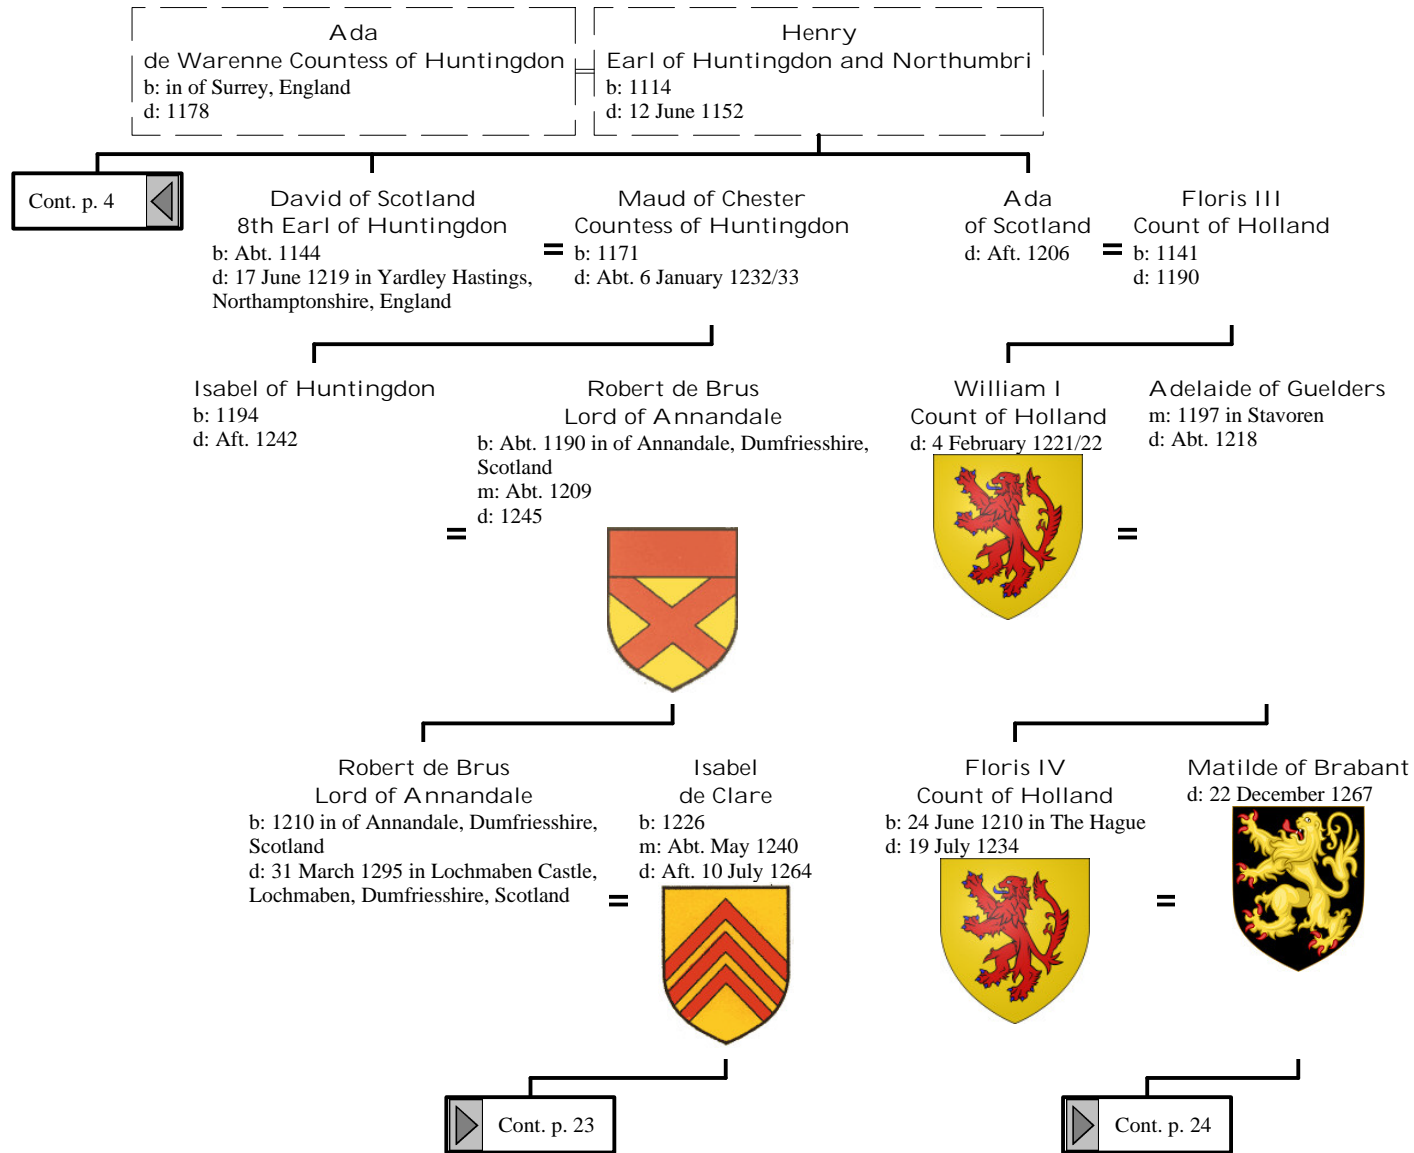 Ada
de Warenne Countess of Huntingdon
b: in of Surrey, England
d: 1178
Henry
Earl of Huntingdon and Northumbri
b: 1114
d: 12 June 1152
Cont. p. 4
David of Scotland
8th Earl of Huntingdon
b: Abt. 1144
d: 17 June 1219 in Yardley Hastings,
Northamptonshire, England
=
Maud of Chester
Countess of Huntingdon
b: 1171
d: Abt. 6 January 1232/33
Ada
of Scotland
d: Aft. 1206
=
Floris III
Count of Holland
b: 1141
d: 1190
Isabel of Huntingdon
b: 1194
d: Aft. 1242
=
Robert de Brus
Lord of Annandale
b: Abt. 1190 in of Annandale, Dumfriesshire,
Scotland
m: Abt. 1209
d: 1245
William I
Count of Holland
d: 4 February 1221/22
=
Adelaide of Guelders
m: 1197 in Stavoren
d: Abt. 1218
Robert de Brus
Lord of Annandale
b: 1210 in of Annandale, Dumfriesshire,
Scotland
d: 31 March 1295 in Lochmaben Castle,
Lochmaben, Dumfriesshire, Scotland
=
Isabel
de Clare
b: 1226
m: Abt. May 1240
d: Aft. 10 July 1264
Floris IV
Count of Holland
b: 24 June 1210 in The Hague
d: 19 July 1234
=
Matilde of Brabant
d: 22 December 1267
Cont. p. 23
Cont. p. 24